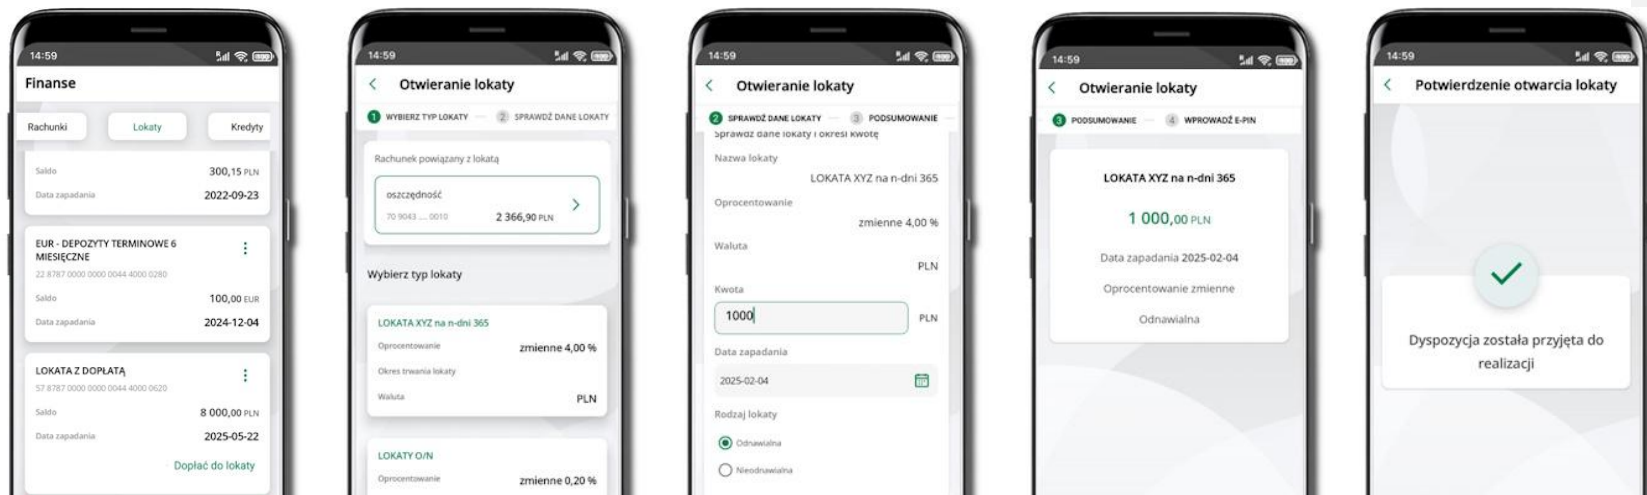 14:59
Finanse
Rachunki
Lokaty
Kredyty
Saldo
300,15 PLN
Data zapadania
2022-09-23
EUR - DEPOZYTY TERMINOWE 6
MIESIĘCZNE
22 8787 0000 0000 0044 4000 0280
Saldo
100,00 EUR
Data zapadania
2024-12-04
LOKATA Z DOPŁATĄ
57 8787 0000 0000 0044 4000 0620
Saldo
8 000,00 PLN
Data zapadania
2025-05-22
Dopłać do lokaty
14:59
Otwieranie lokaty
1 WYBIERZ TYP LOKATY
2 SPRAWDŹ DANE LOKATY
Rachunek powiązany z lokatą
oszczędność
70 9043 .... 0010
2 366,90 PLN
Wybierz typ lokaty
LOKATA XYZ na n-dni 365
Oprocentowanie
zmienne 4,00 %
Okres trwania lokaty
Waluta
PLN
LOKATY O/N
Oprocentowanie
zmienne 0,20 %
14:59
Otwieranie lokaty
2 SPRAWDŹ DANE LOKATY
3 PODSUMOWANIE
Sprawdź dane lokaty i określ kwotę
Nazwa lokaty
LOKATA XYZ na n-dni 365
Oprocentowanie
zmienne 4,00 %
Waluta
PLN
Kwota
1000
PLN
Data zapadania
2025-02-04
Rodzaj lokaty
Odnawialna
Nieodnawialna
14:59
Otwieranie lokaty
3 PODSUMOWANIE
4 WPROWADŹ E-PIN
LOKATA XYZ na n-dni 365
1 000,00 PLN
Data zapadania 2025-02-04
Oprocentowanie zmienne
Odnawialna
14:59
Potwierdzenie otwarcia lokaty
Dyspozycja została przyjęta do
realizacji